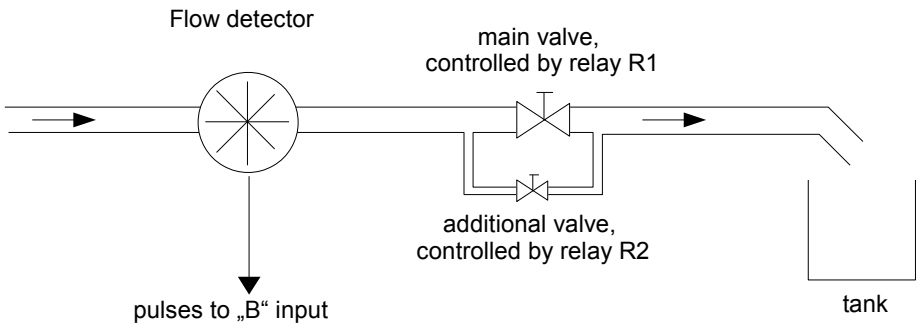 Flow detector
main valve,
controlled by relay R1
additional valve,
controlled by relay R2
pulses to „B“ input
tank